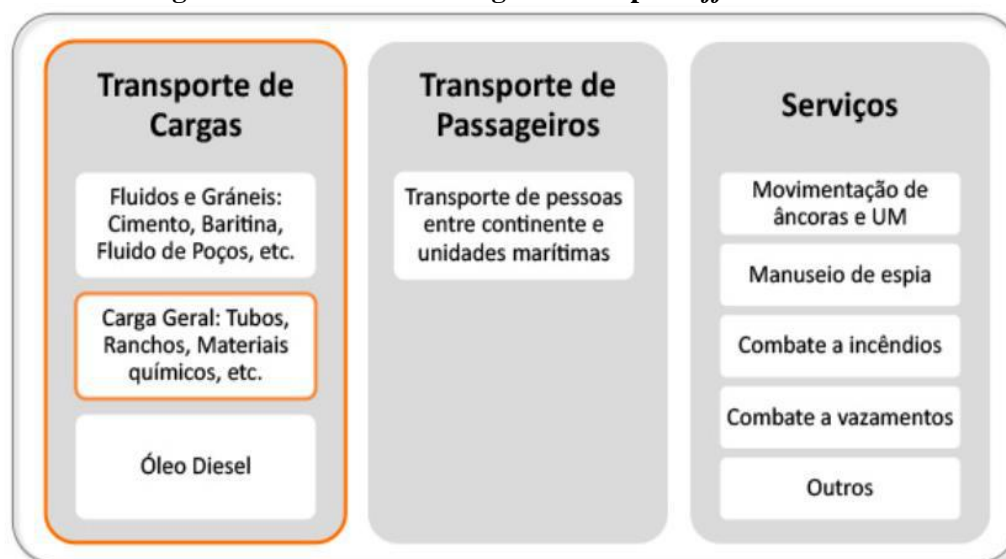 Transporte de
Cargas
Fluidos e Gráneis:
Cimento, Baritina,
Fluido de Poços, etc.
Carga Geral: Tubos,
Ranchos, Materiais
químicos, etc.
Óleo Diesel
Transporte de
Passageiros
Transporte de pessoas
entre continente e
unidades marítimas
Serviços
Movimentação de
âncoras e UM
Manuseio de espia
Combate a incêndios
Combate a vazamentos
Outros